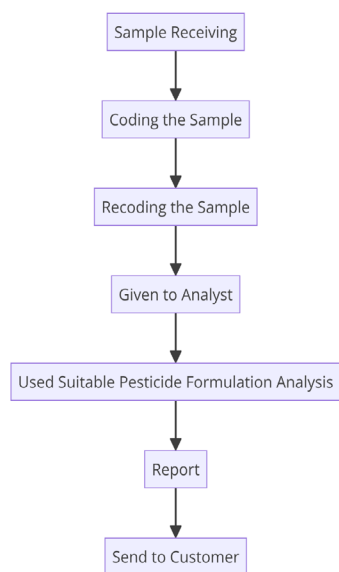 Sample Receiving
Coding the Sample
Recoding the Sample
Given to Analyst
Used Suitable Pesticide Formulation Analysis
Report
Send to Customer